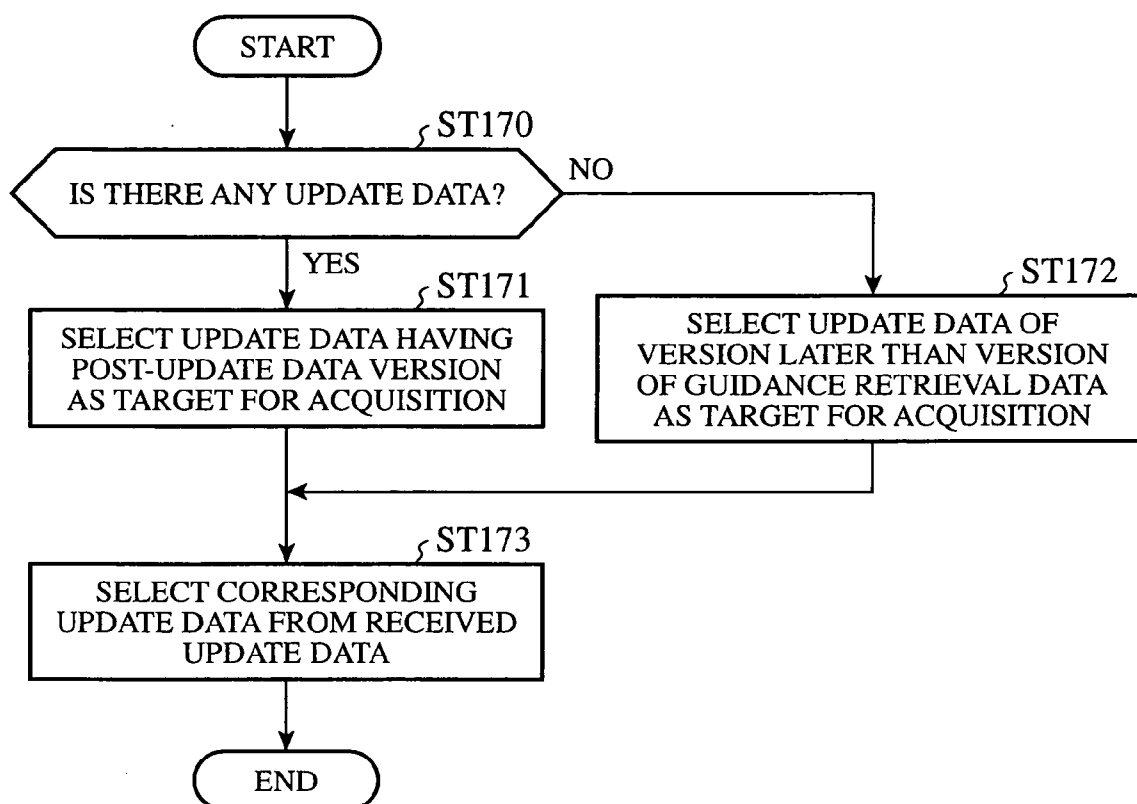 START
ST170
IS THERE ANY UPDATE DATA?
NO
YES
ST171
SELECT UPDATE DATA HAVING
POST-UPDATE DATA VERSION
AS TARGET FOR ACQUISITION
ST172
SELECT UPDATE DATA OF
VERSION LATER THAN VERSION
OF GUIDANCE RETRIEVAL DATA
AS TARGET FOR ACQUISITION
ST173
SELECT CORRESPONDING
UPDATE DATA FROM RECEIVED
UPDATE DATA
END